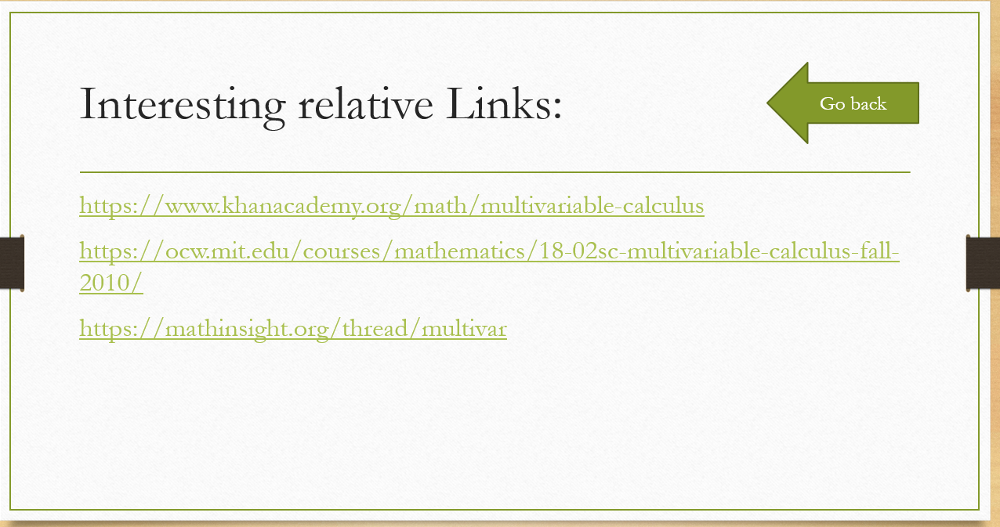 Interesting relative Links:
Go back
https://www.khanacademy.org/math/multivariable-calculus
https://ocw.mit.edu/courses/mathematics/18-02sc-multivariable-calculus-fall-
2010/
https://mathinsight.org/thread/multivar